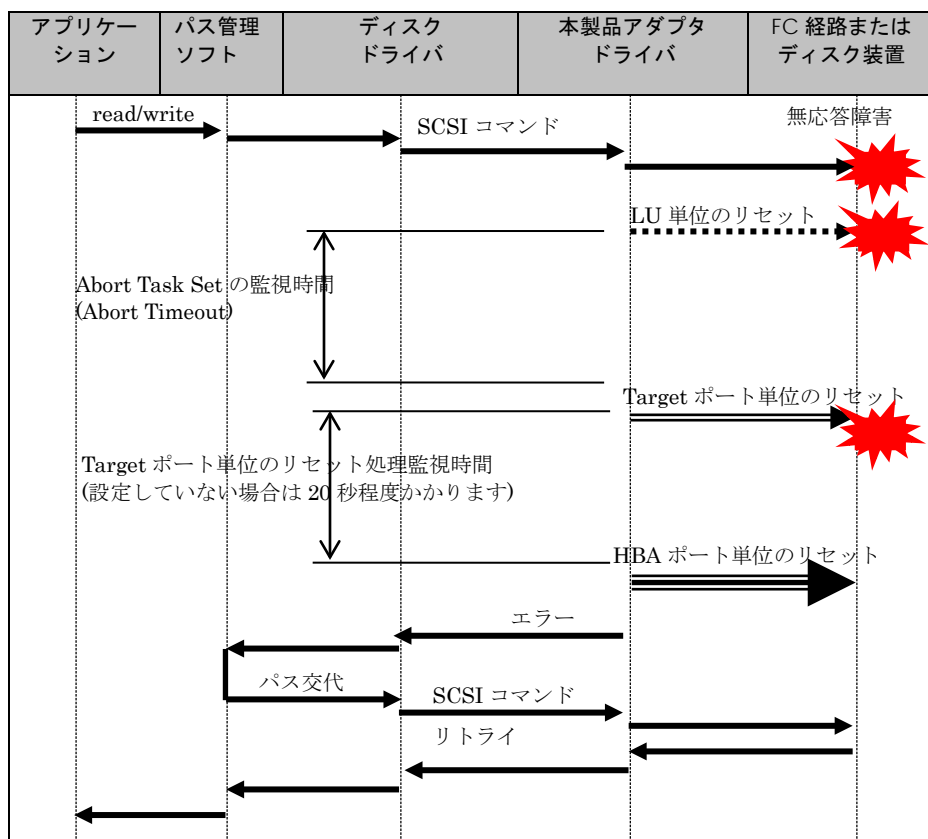 アプリケー
ション
パス管理
ソフト
ディスク
ドライバ
本製品アダプタ
ドライバ
FC 経路または
ディスク装置
read/write
SCSI コマンド
無応答障害
LU 単位のリセット
Abort Task Set の監視時間
(Abort Timeout)
Target ポート単位のリセット
Target ポート単位のリセット処理監視時間
(設定していない場合は 20 秒程度かかります)
HBA ポート単位のリセット
エラー
パス交代
SCSI コマンド
リトライ